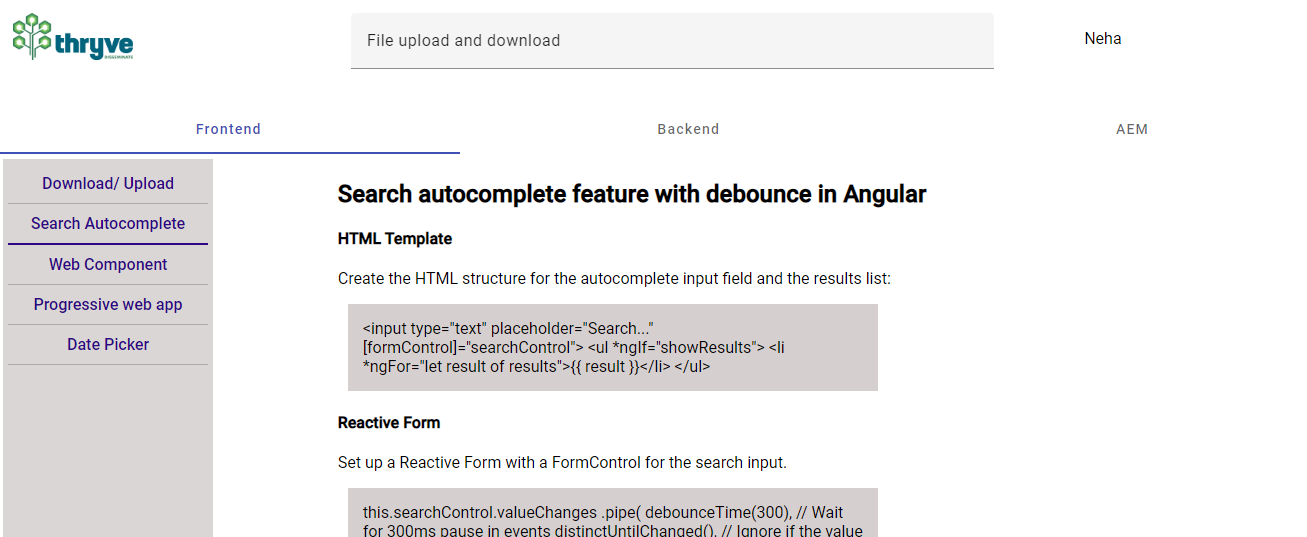 thryve
DISSEMINATE
File upload and download
Neha
Frontend
Backend
AEM
Download/ Upload
Search Autocomplete
Web Component
Progressive web app
Date Picker
Search autocomplete feature with debounce in Angular
HTML Template
Create the HTML structure for the autocomplete input field and the results list:
<input type="text" placeholder="Search..."
[formControl]="searchControl"> <ul *ngIf="showResults"> <li
*ngFor="let result of results">{{ result }}</li> </ul>
Reactive Form
Set up a Reactive Form with a FormControl for the search input.
this.searchControl.valueChanges .pipe( debounceTime(300), // Wait
for 300ms pause in events distinctUntilChanged(), // Ignore if the value